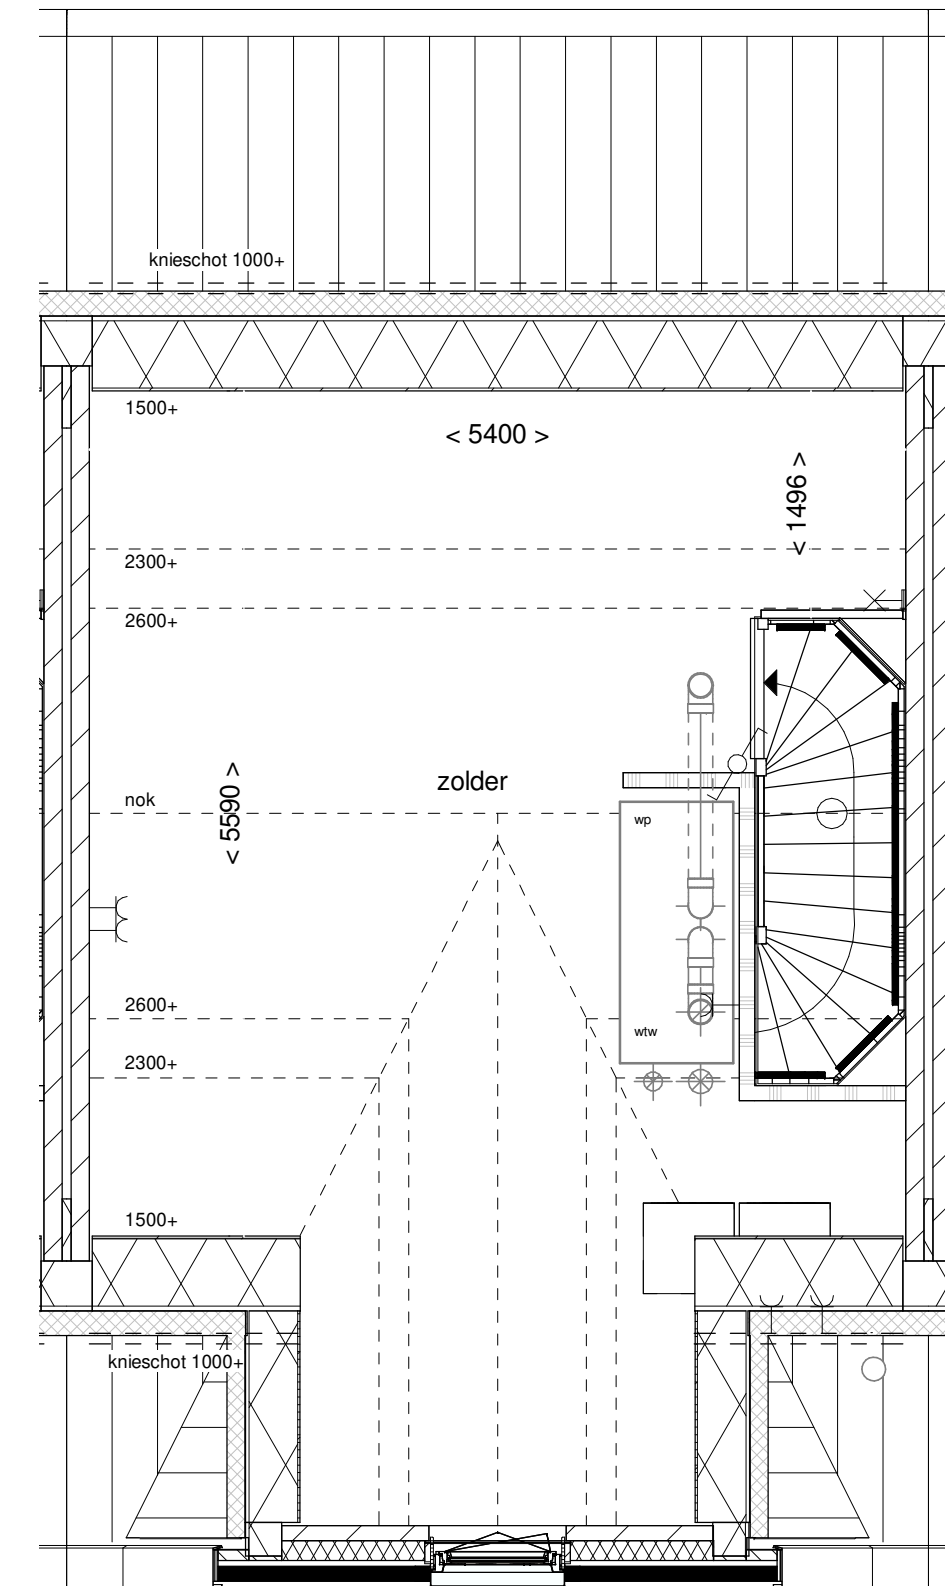 knieschot 1000+
1500+
< 5400 >
< 1496 >
2300+
2600+
zolder
nok
< 5590 >
wp
2600+
wtw
2300+
1500+
knieschot 1000+